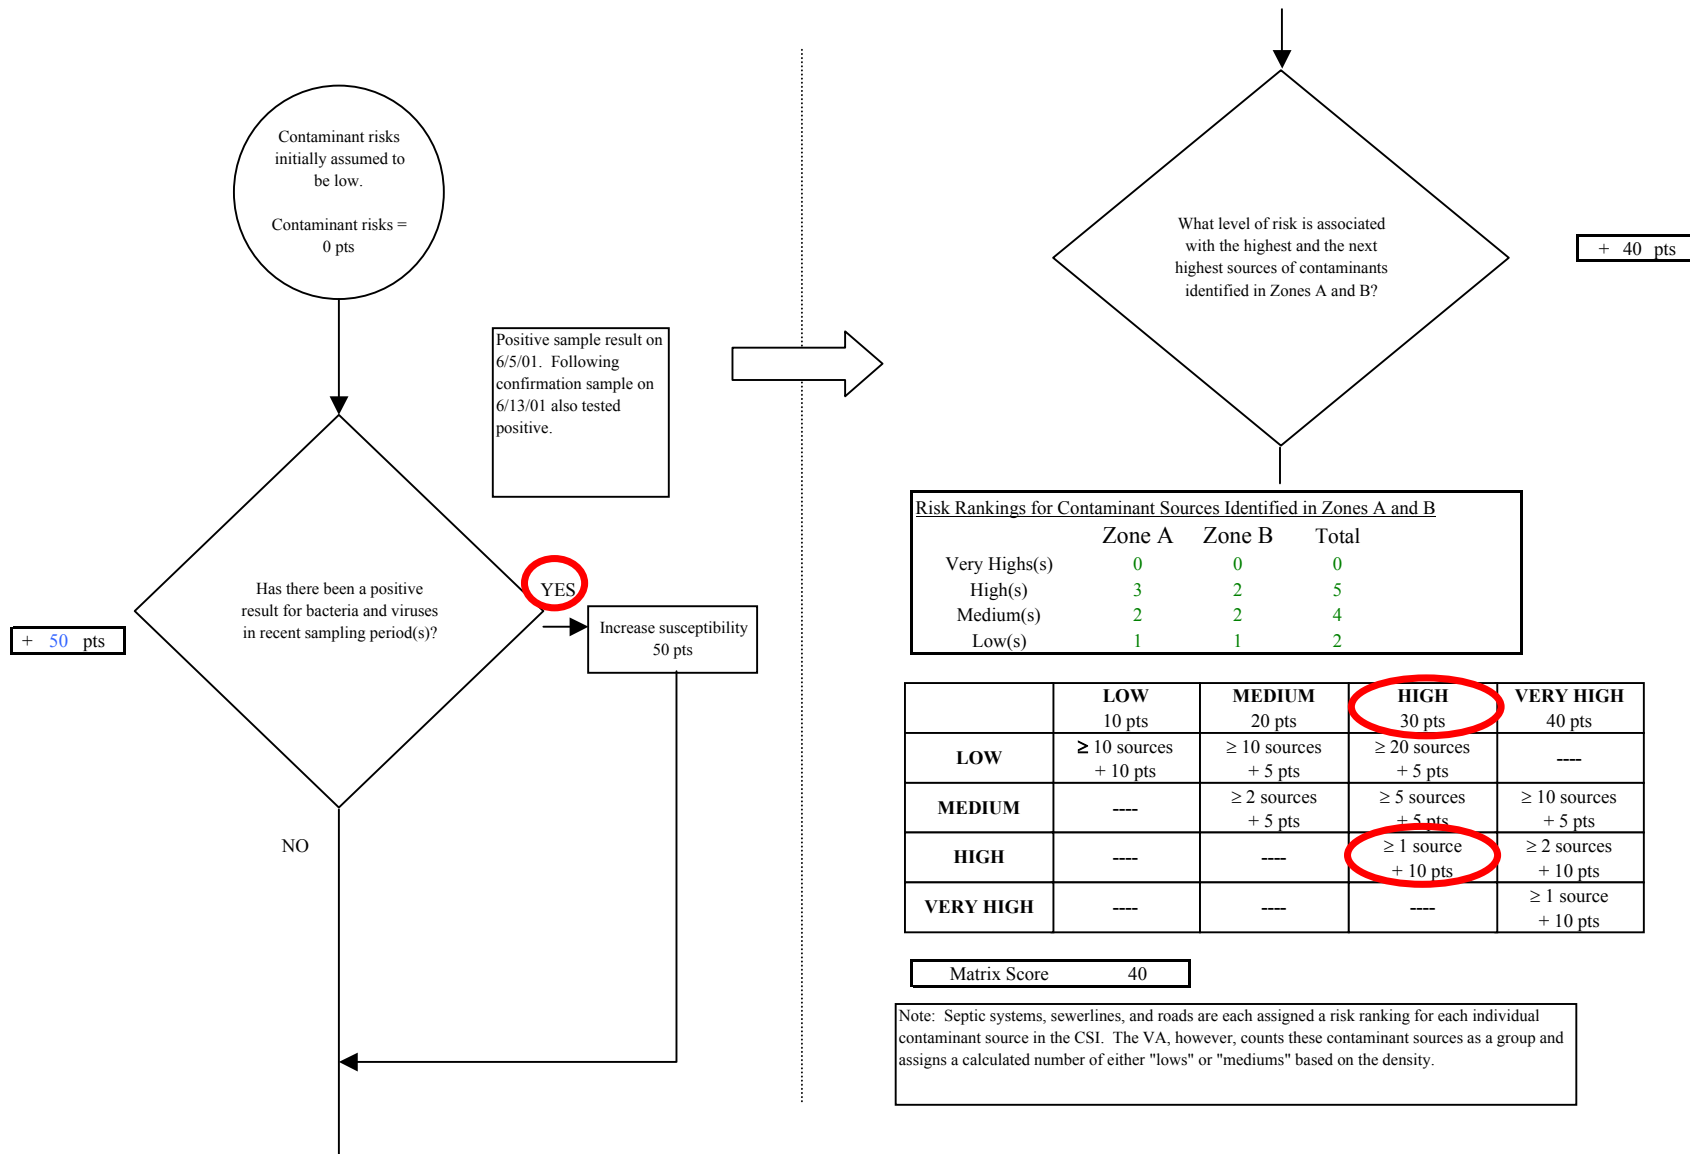 Contaminant risks
initially assumed to
be low.
Contaminant risks =
0 pts
Positive sample result on
6/5/01.  Following
confirmation sample on
6/13/01 also tested
positive.
Has there been a positive
result for bacteria and viruses
in recent sampling period(s)?
YES
+ 50 pts
Increase susceptibility
50 pts
NO
What level of risk is associated
with the highest and the next
highest sources of contaminants
identified in Zones A and B?
+ 40 pts
Risk Rankings for Contaminant Sources Identified in Zones A and B
Zone A Zone B Total
Very Highs(s) 0 0 0
High(s) 3 2 5
Medium(s) 2 2 4
Low(s) 1 1 2
LOW MEDIUM HIGH VERY HIGH
10 pts 20 pts 30 pts 40 pts
LOW ≥ 10 sources ≥ 10 sources ≥ 20 sources ----
+ 10 pts + 5 pts + 5 pts
MEDIUM ---- ≥ 2 sources ≥ 5 sources ≥ 10 sources
+ 5 pts + 5 pts + 5 pts
HIGH ---- ---- ≥ 1 source ≥ 2 sources
+ 10 pts + 10 pts
VERY HIGH ---- ---- ---- ≥ 1 source
+ 10 pts
Matrix Score 40
Note:  Septic systems, sewerlines, and roads are each assigned a risk ranking for each individual
contaminant source in the CSI.  The VA, however, counts these contaminant sources as a group and
assigns a calculated number of either "lows" or "mediums" based on the density.